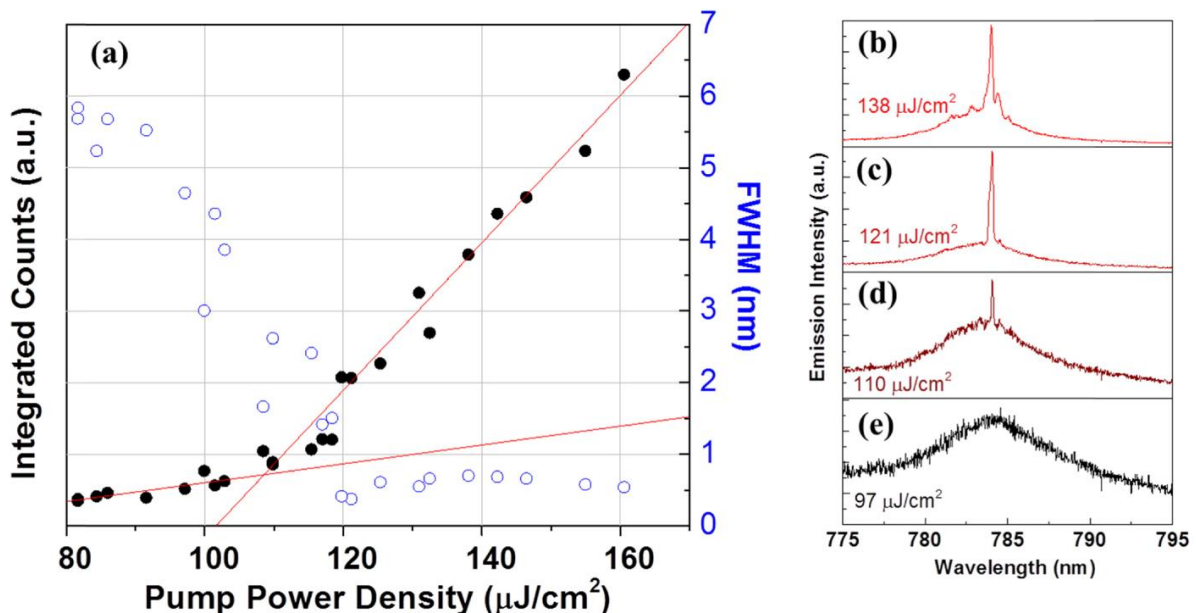 (a)
Integrated Counts (a.u.)
7
6
5
4
3
2
1
0
FWHM (nm)
80 100 120 140 160
Pump Power Density (μJ/cm²)
(b)
138 μJ/cm²
(c)
121 μJ/cm²
(d)
110 μJ/cm²
(e)
97 μJ/cm²
Emission Intensity (a.u.)
775 780 785 790 795
Wavelength (nm)